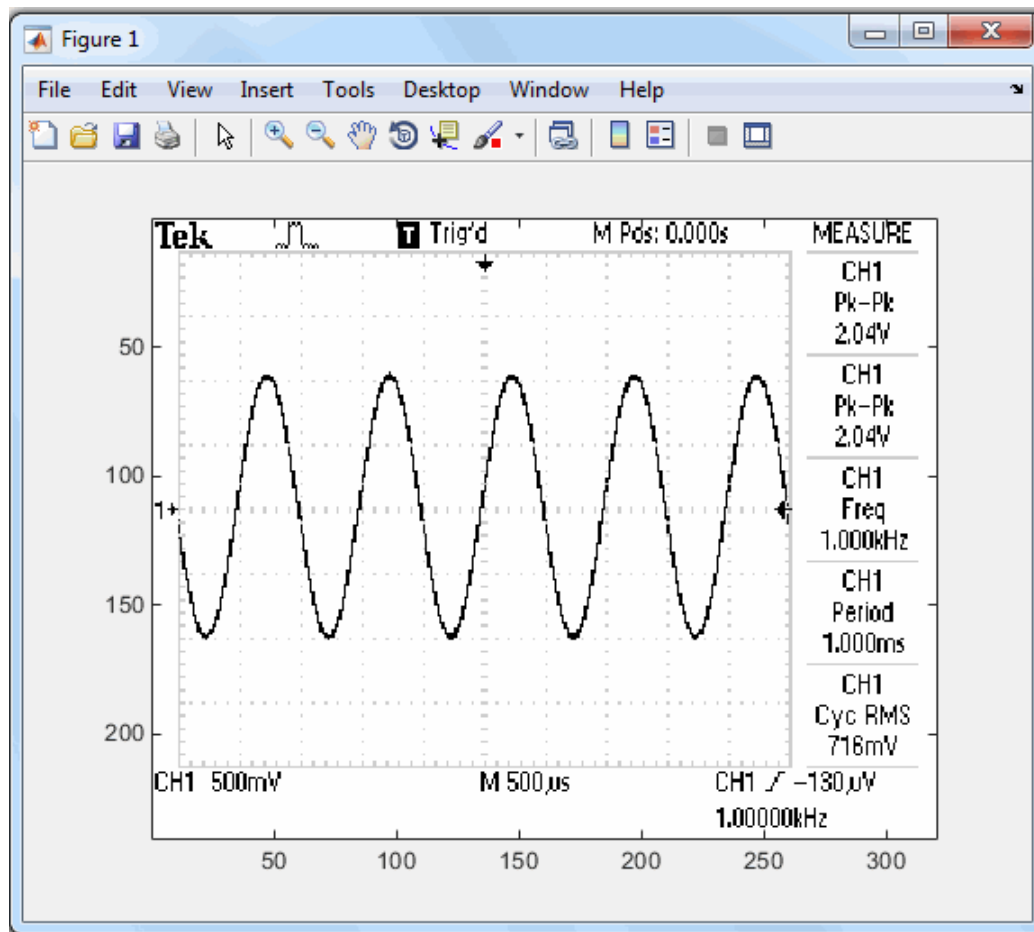 Figure 1
File Edit View Insert Tools Desktop Window Help
Tek T Trig'd M Pos: 0.000s MEASURE
CH1
Pk-Pk
2.04V
50
CH1
Pk-Pk
2.04V
100
CH1
1
Freq
1.000kHz
CH1
150
Period
1.000ms
CH1
Cyc RMS
200
716mV
CH1 500mV M 500µs CH1 -130µV
1.00000kHz
50 100 150 200 250 300